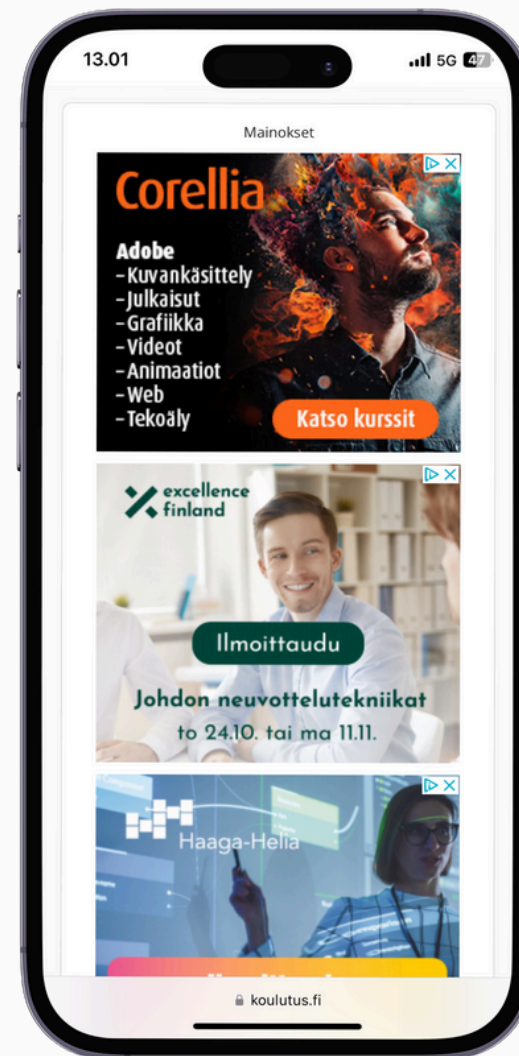 13.01
5G 47
Mainokset
Corellia
Adobe
–Kuvankäsittely
–Julkaisut
–Grafiikka
–Videot
–Animaatiot
–Web
–Tekoäly
Katso kurssit
excellence
finland
Ilmoittaudu
Johdon neuvottelutekniikat
to 24.10. tai ma 11.11.
Haaga-Helia
koulutus.fi